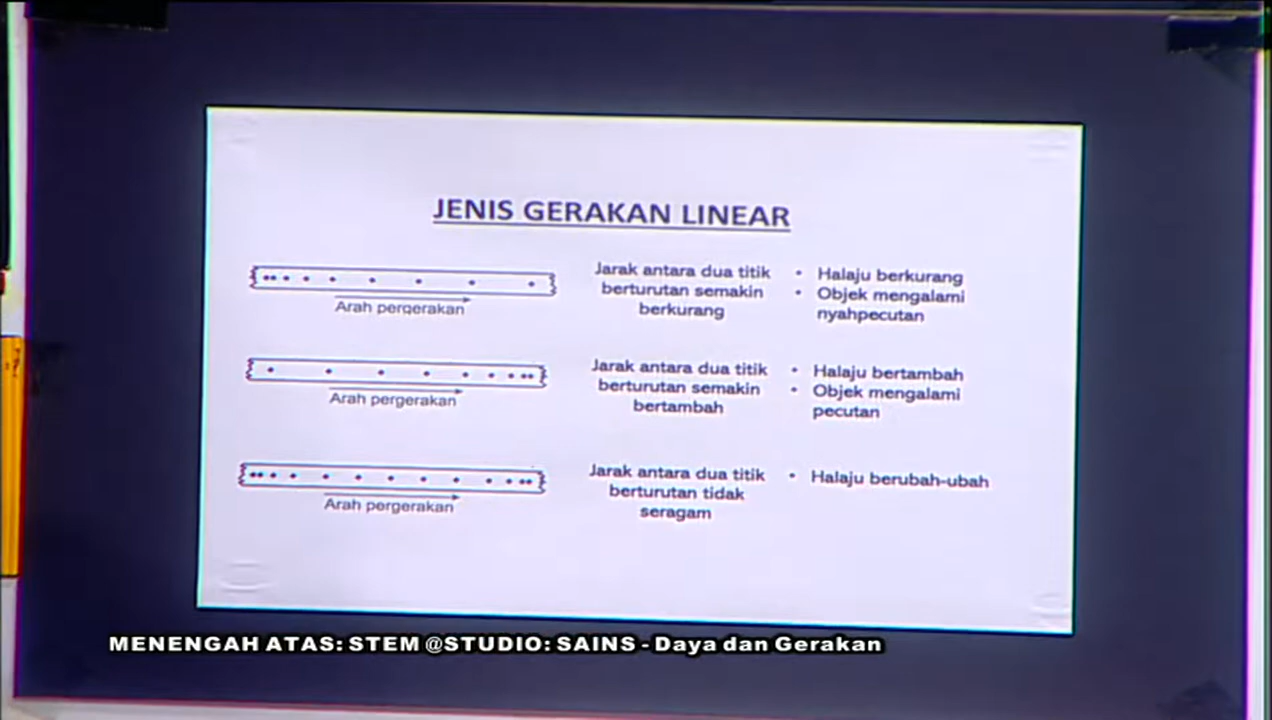 JENIS GERAKAN LINEAR
Arah pergerakan
Jarak antara dua titik
berturutan semakin
berkurang
• Halaju berkurang
• Objek mengalami
nyahpecutan
Arah pergerakan
Jarak antara dua titik
berturutan semakin
bertambah
• Halaju bertambah
• Objek mengalami
pecutan
Arah pergerakan
Jarak antara dua titik
berturutan tidak
seragam
• Halaju berubah-ubah
MENENGAH ATAS: STEM @STUDIO: SAINS - Daya dan Gerakan